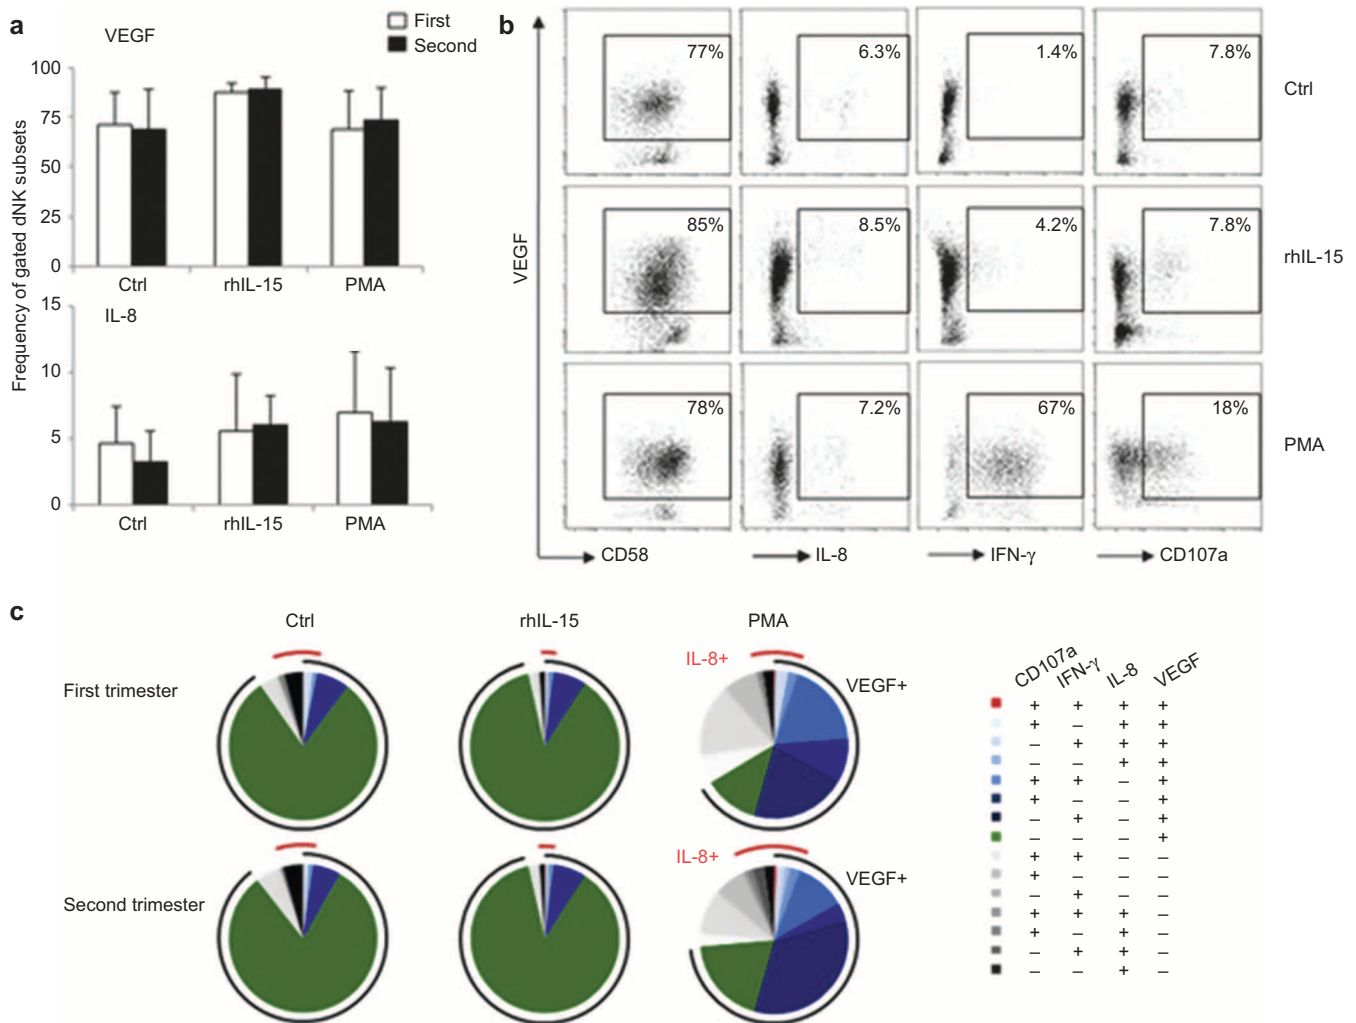 a
VEGF
First
Second
Frequency of gated dNK subsets
100
75
50
25
0
Ctrl rhIL-15 PMA
15
IL-8
10
5
0
Ctrl rhIL-15 PMA
b
VEGF
77% 6.3% 1.4% 7.8%
Ctrl
85% 8.5% 4.2% 7.8%
rhIL-15
78% 7.2% 67% 18%
PMA
CD58 IL-8 IFN-γ CD107a
c
Ctrl rhIL-15 PMA
First trimester
IL-8+
VEGF+
Second trimester
IL-8+
VEGF+
CD107a IFN-γ IL-8 VEGF
+ + + +
+ – + +
– + + +
– – + +
+ + – +
+ – – +
– + – +
– – – +
+ + – –
+ – – –
– + – –
+ + + –
+ – + –
– + + –
– – + –